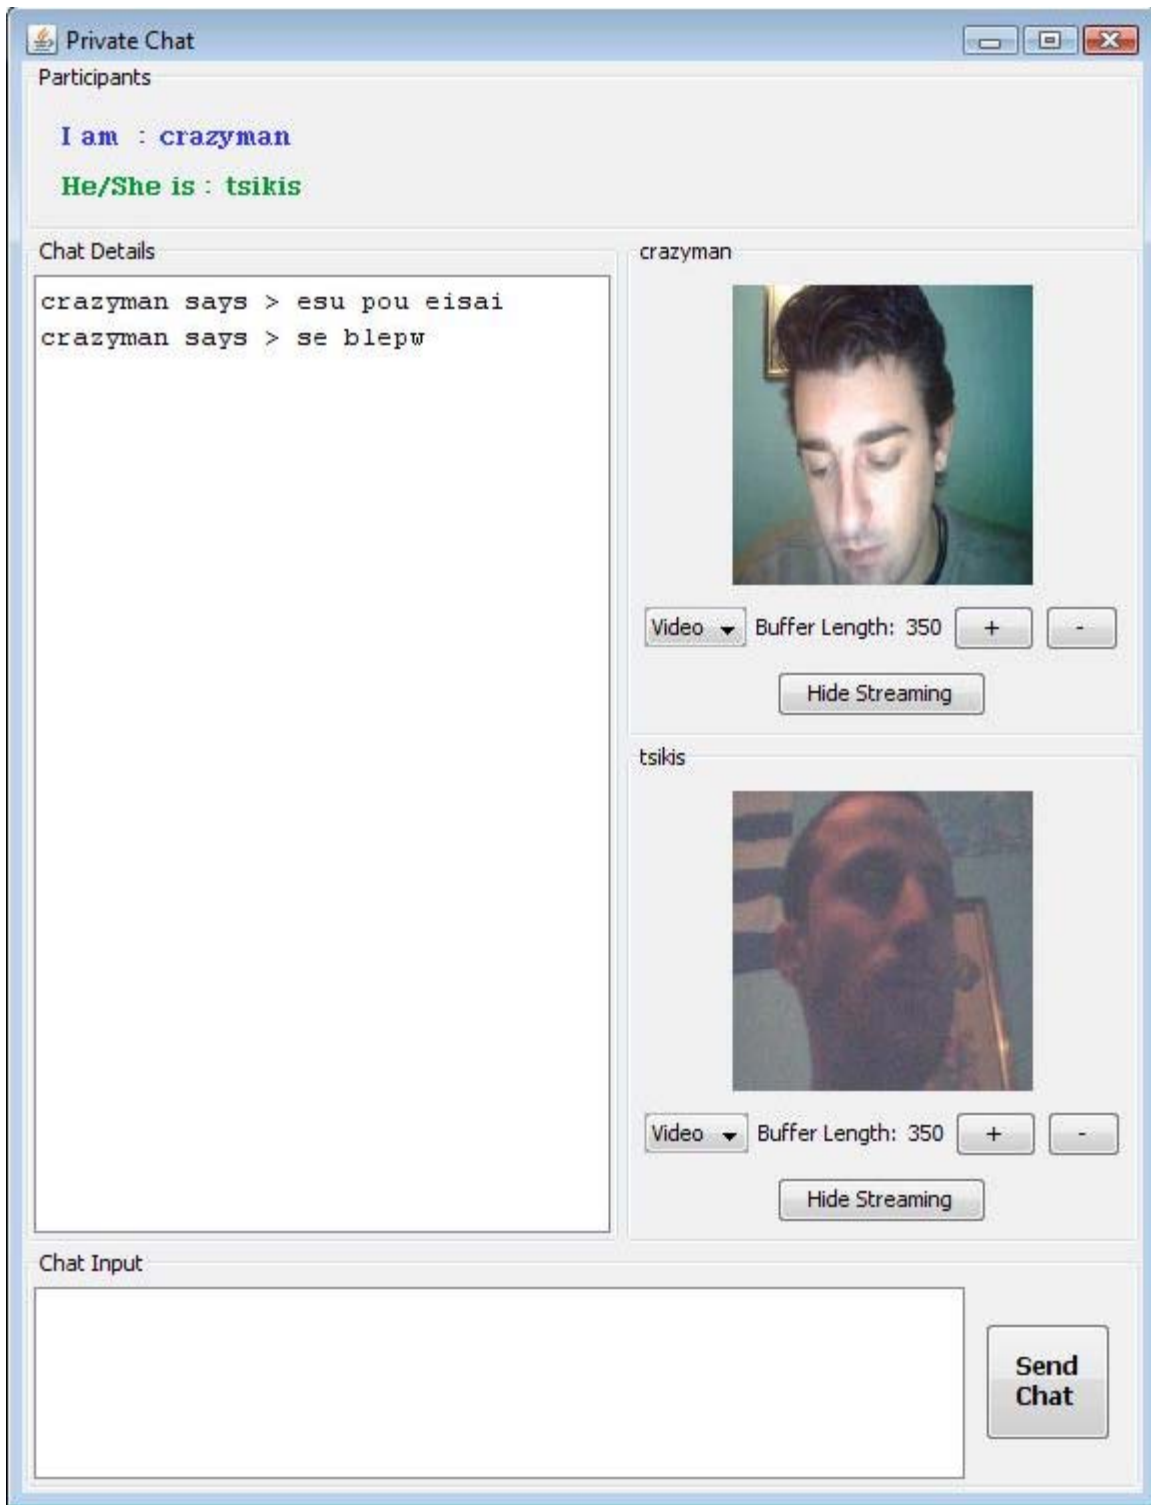 Private Chat
Participants
I am : crazyman
He/She is : tsikis
Chat Details
crazyman says > esu pou eisai
crazyman says > se blepw
crazyman
Video Buffer Length: 350 + -
Hide Streaming
tsikis
Video Buffer Length: 350 + -
Hide Streaming
Chat Input
Send
Chat